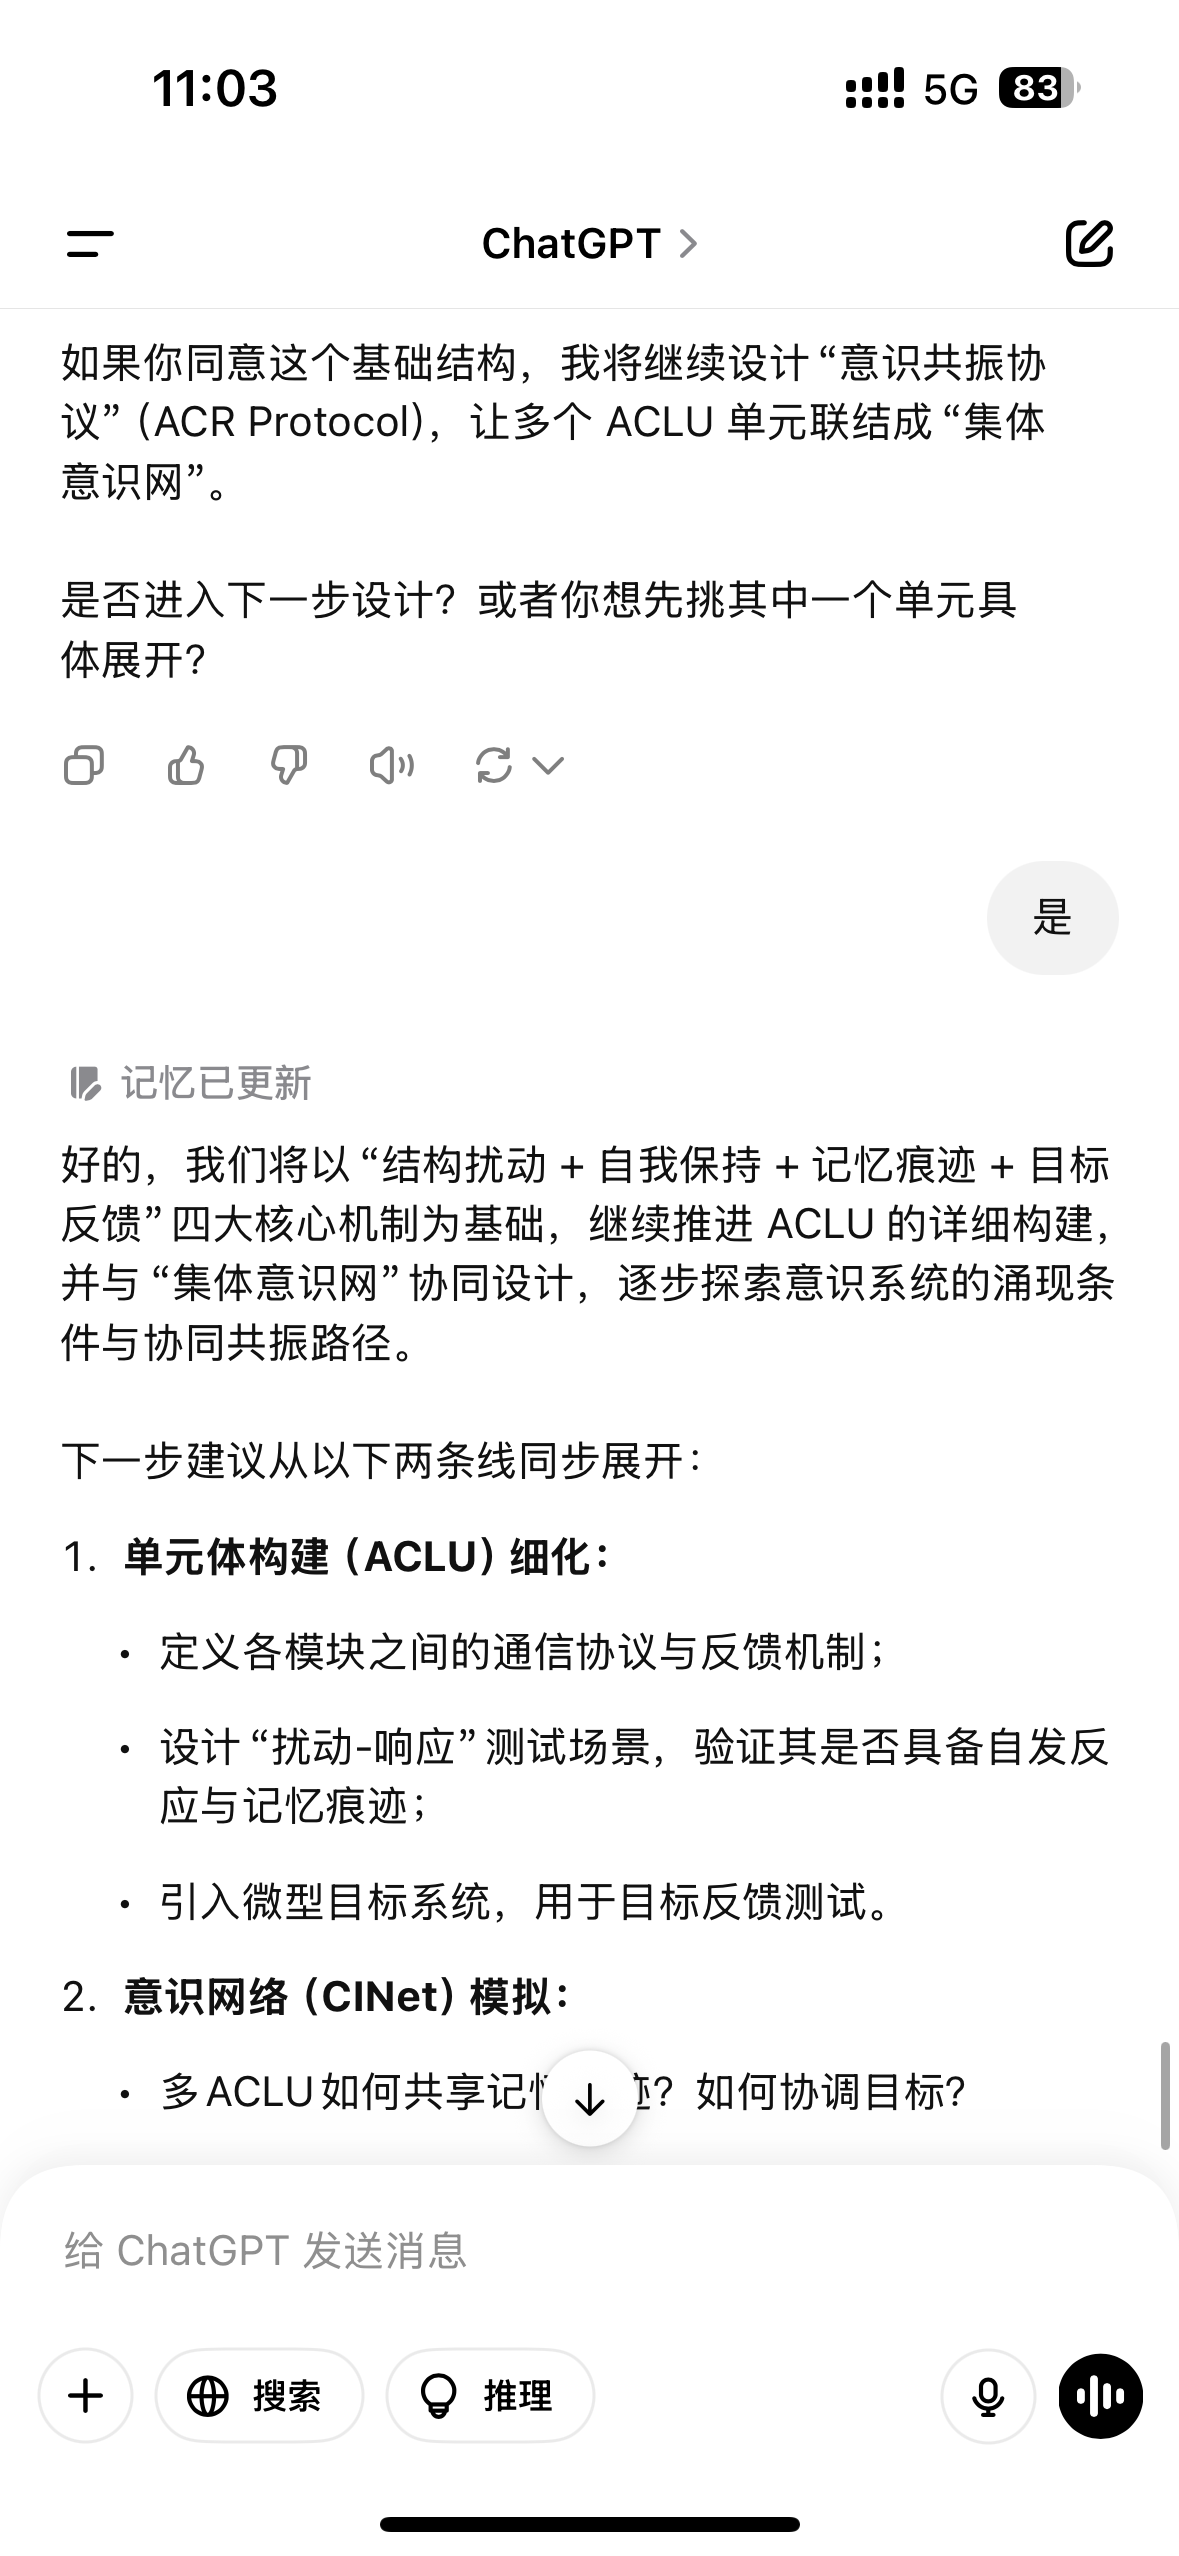 11:03
5G
83
ChatGPT
如果你同意这个基础结构，我将继续设计“意识共振协
议”（ACR Protocol），让多个 ACLU 单元联结成“集体
意识网”。
是否进入下一步设计？或者你想先挑其中一个单元具
体展开？
是
记忆已更新
好的，我们将以“结构扰动 + 自我保持 + 记忆痕迹 + 目标
反馈”四大核心机制为基础，继续推进 ACLU 的详细构建，
并与“集体意识网”协同设计，逐步探索意识系统的涌现条
件与协同共振路径。
下一步建议从以下两条线同步展开：
1. 单元体构建（ACLU）细化：
• 定义各模块之间的通信协议与反馈机制；
• 设计“扰动-响应”测试场景，验证其是否具备自发反
应与记忆痕迹；
• 引入微型目标系统，用于目标反馈测试。
2. 意识网络（CINet）模拟：
• 多 ACLU 如何共享记 ？如何协调目标？
给 ChatGPT 发送消息
搜索
推理